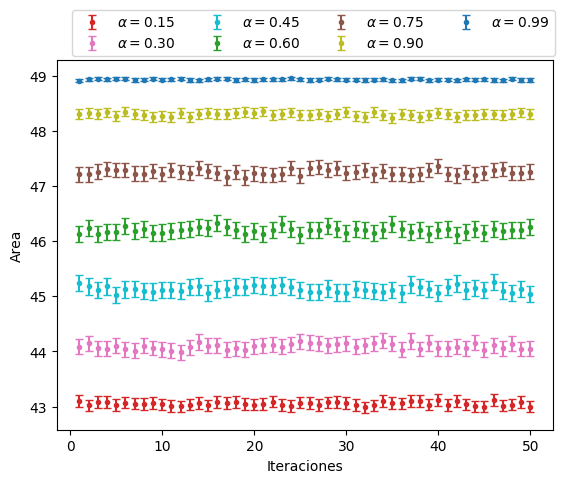 α = 0.15 α = 0.45 α = 0.75 α = 0.99
α = 0.30 α = 0.60 α = 0.90
49
48
47
46
45
44
43
Area
0 10 20 30 40 50
Iteraciones